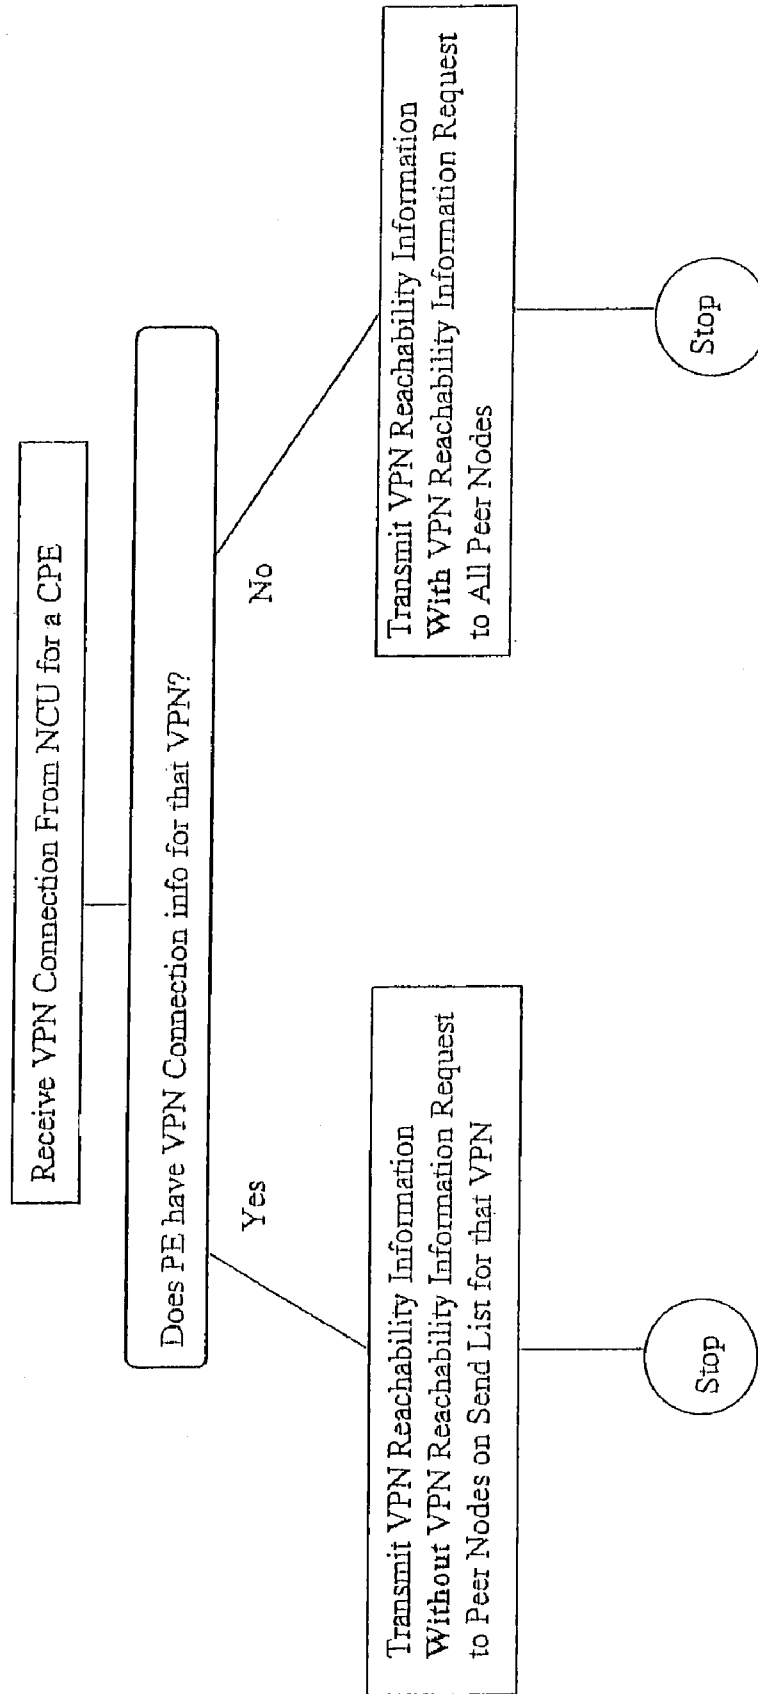 Receive VPN Connection From NCU for a CPE
Does PE have VPN Connection info for that VPN?
Yes
No
Transmit VPN Reachability Information
Without VPN Reachability Information Request
to Peer Nodes on Send List for that VPN
Transmit VPN Reachability Information
With VPN Reachability Information Request
to All Peer Nodes
Stop
Stop